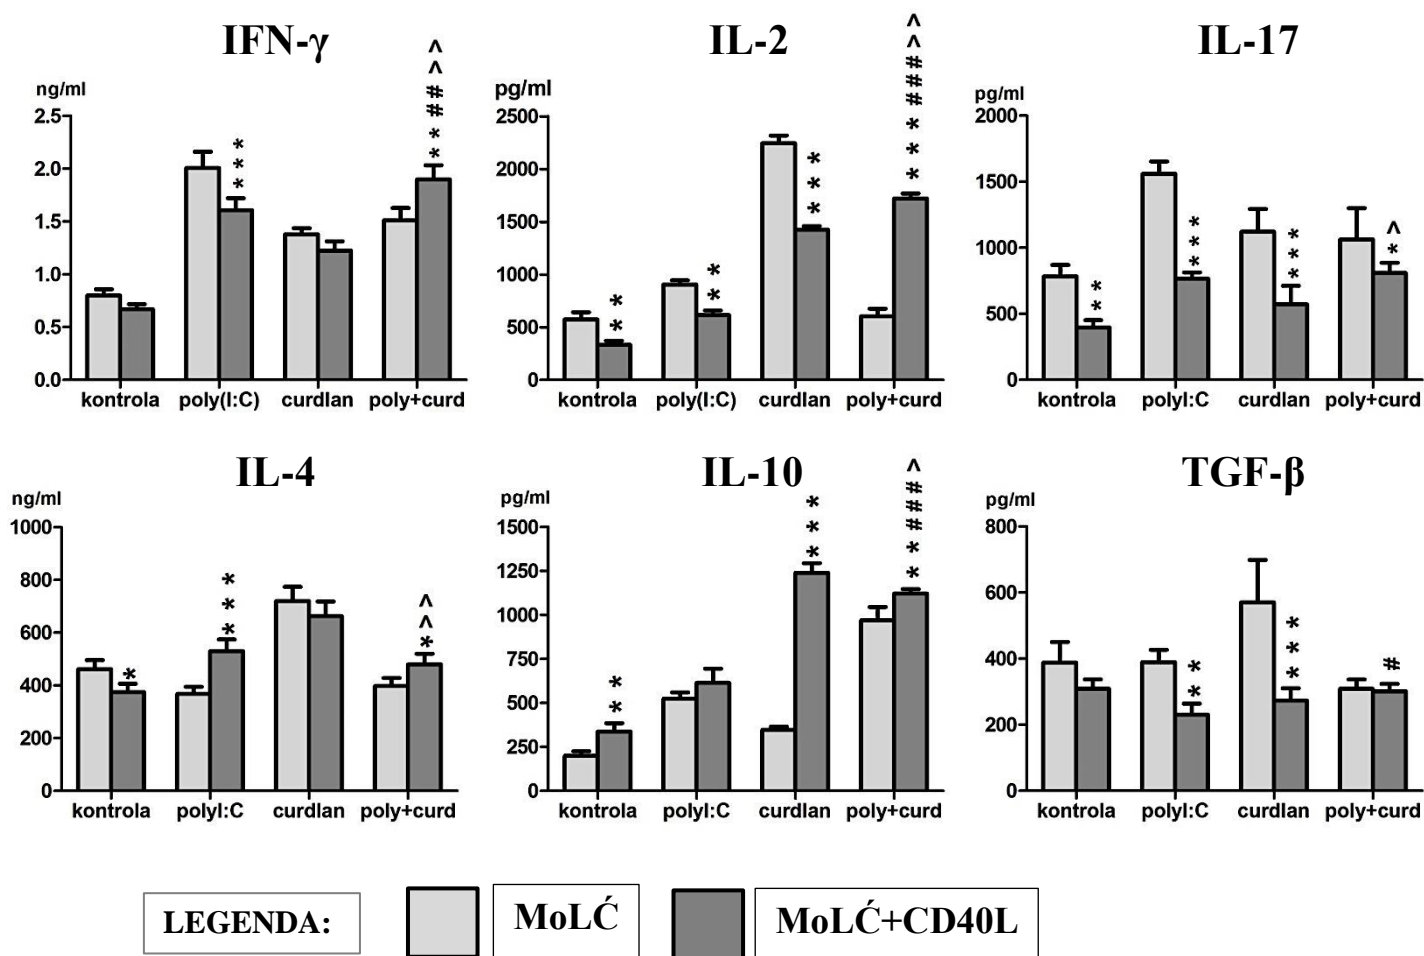 IFN-γ
ng/ml
2.5
2.0
1.5
1.0
0.5
0.0
kontrola poly(I:C) curdlan poly+curd
* * *
* * # # ^ ^
IL-2
pg/ml
2500
2000
1500
1000
500
0
kontrola poly(I:C) curdlan poly+curd
* *
* *
* * *
* * * # # # ^ ^
IL-17
pg/ml
2000
1500
1000
500
0
kontrola polyI:C curdlan poly+curd
* *
* * *
* * *
* ^
IL-4
ng/ml
1000
800
600
400
200
0
kontrola polyI:C curdlan poly+curd
*
* * *
* ^ ^
IL-10
pg/ml
1500
1250
1000
750
500
250
0
kontrola polyI:C curdlan poly+curd
* *
* * *
* * # # # ^
TGF-β
pg/ml
800
600
400
200
0
kontrola polyI:C curdlan poly+curd
* *
* * *
#
LEGENDA:
MoLĆ
MoLĆ+CD40L